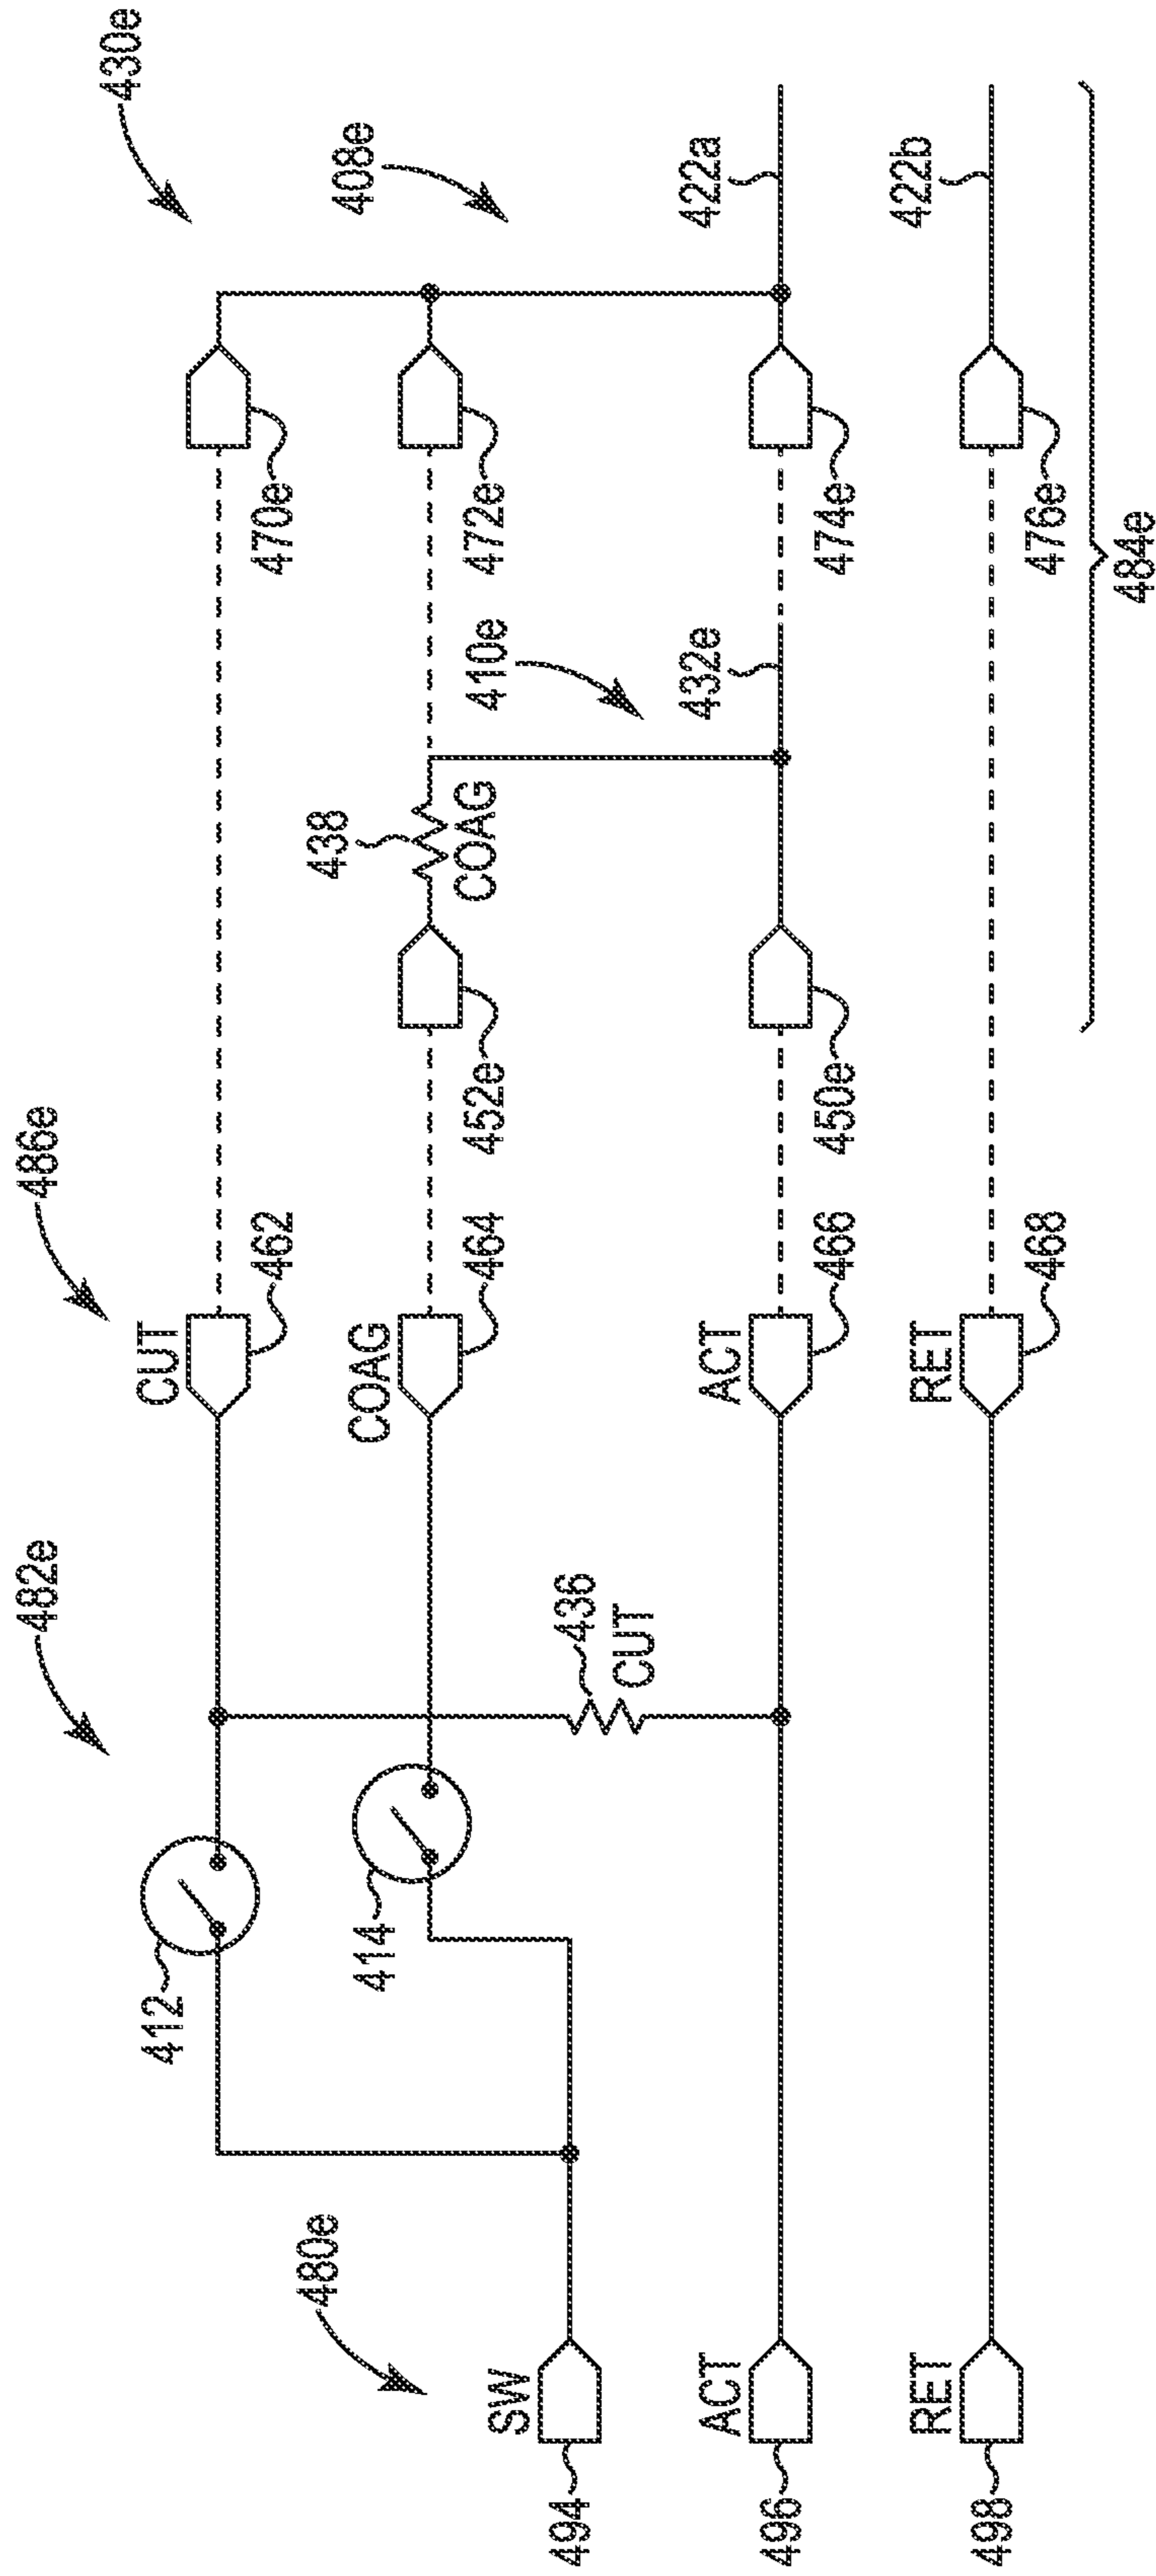 430e
408e
422a
422b
470e
472e
474e
476e
484e
410e
432e
438
COAG
452e
450e
486e
CUT
462
COAG
464
ACT
466
RET
468
482e
436
CUT
412
414
480e
SW
494
ACT
496
RET
498